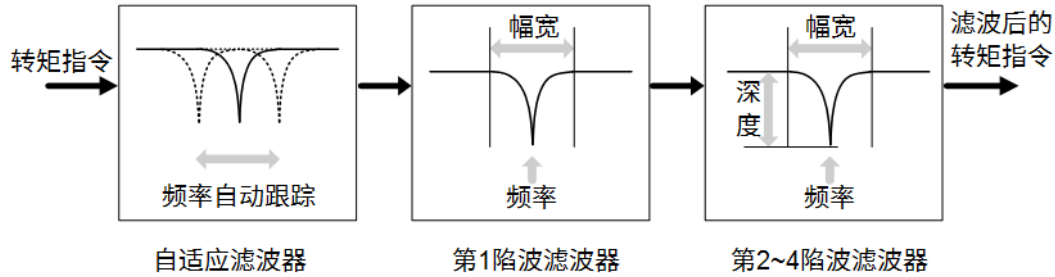 转矩指令
频率自动跟踪
自适应滤波器
幅宽
频率
第1陷波滤波器
幅宽
深
度
频率
第2~4陷波滤波器
滤波后的
转矩指令